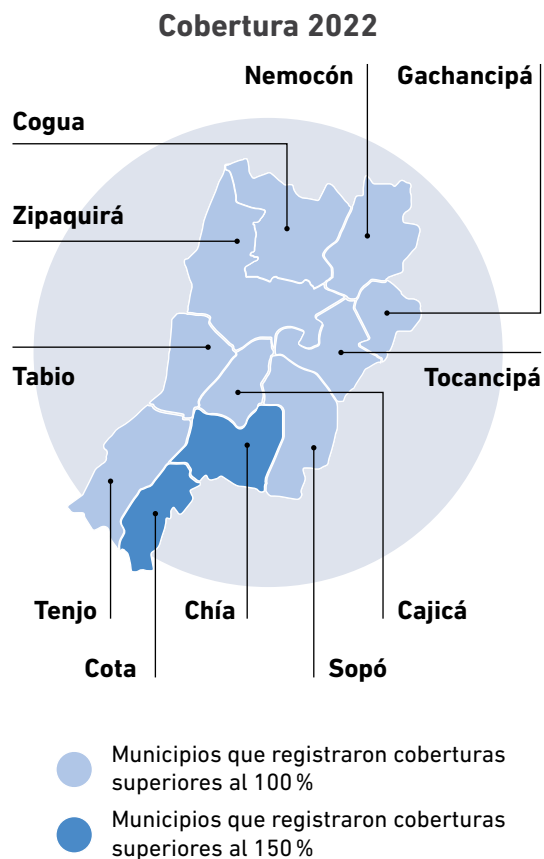 Cobertura 2022
Nemocón
Gachancipá
Cogua
Zipaquirá
Tabio
Tocancipá
Tenjo
Chía
Cajicá
Cota
Sopó
Municipios que registraron coberturas
superiores al 100 %
Municipios que registraron coberturas
superiores al 150 %